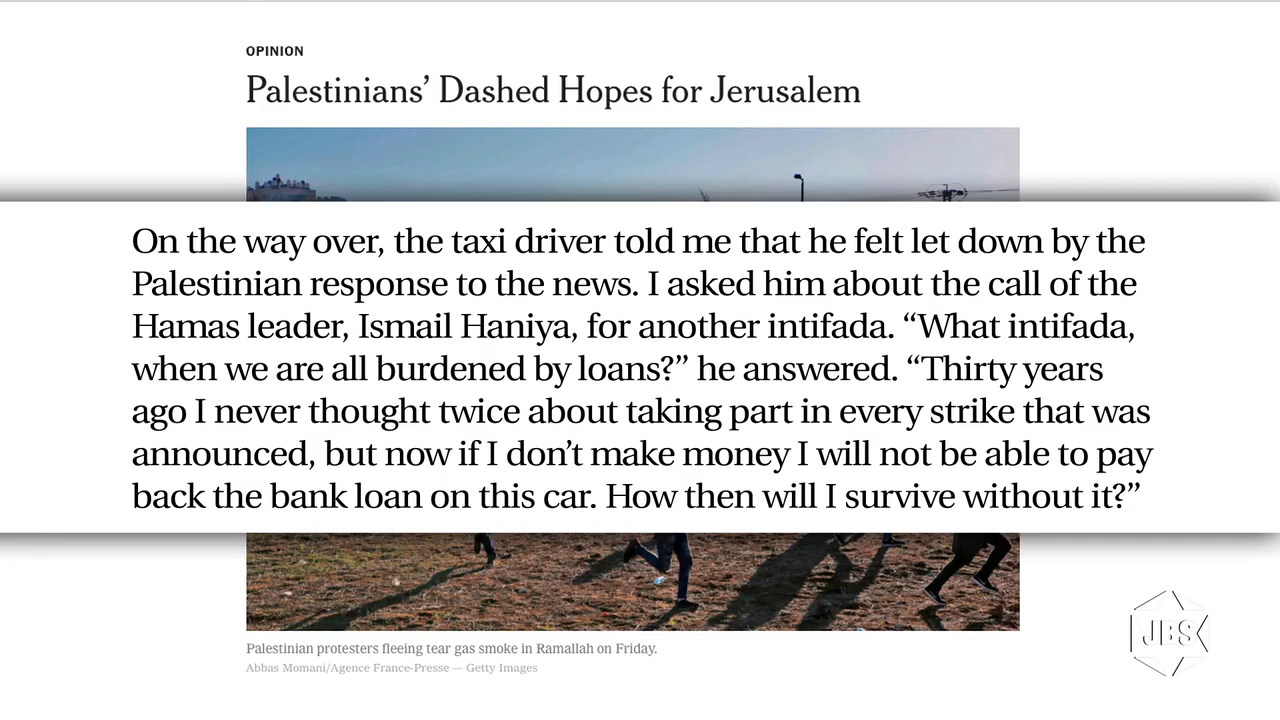 OPINION
Palestinians’ Dashed Hopes for Jerusalem
On the way over, the taxi driver told me that he felt let down by the
Palestinian response to the news. I asked him about the call of the
Hamas leader, Ismail Haniya, for another intifada. “What intifada,
when we are all burdened by loans?” he answered. “Thirty years
ago I never thought twice about taking part in every strike that was
announced, but now if I don’t make money I will not be able to pay
back the bank loan on this car. How then will I survive without it?”
Palestinian protesters fleeing tear gas smoke in Ramallah on Friday.
Abbas Momani/Agence France-Presse — Getty Images
JBS